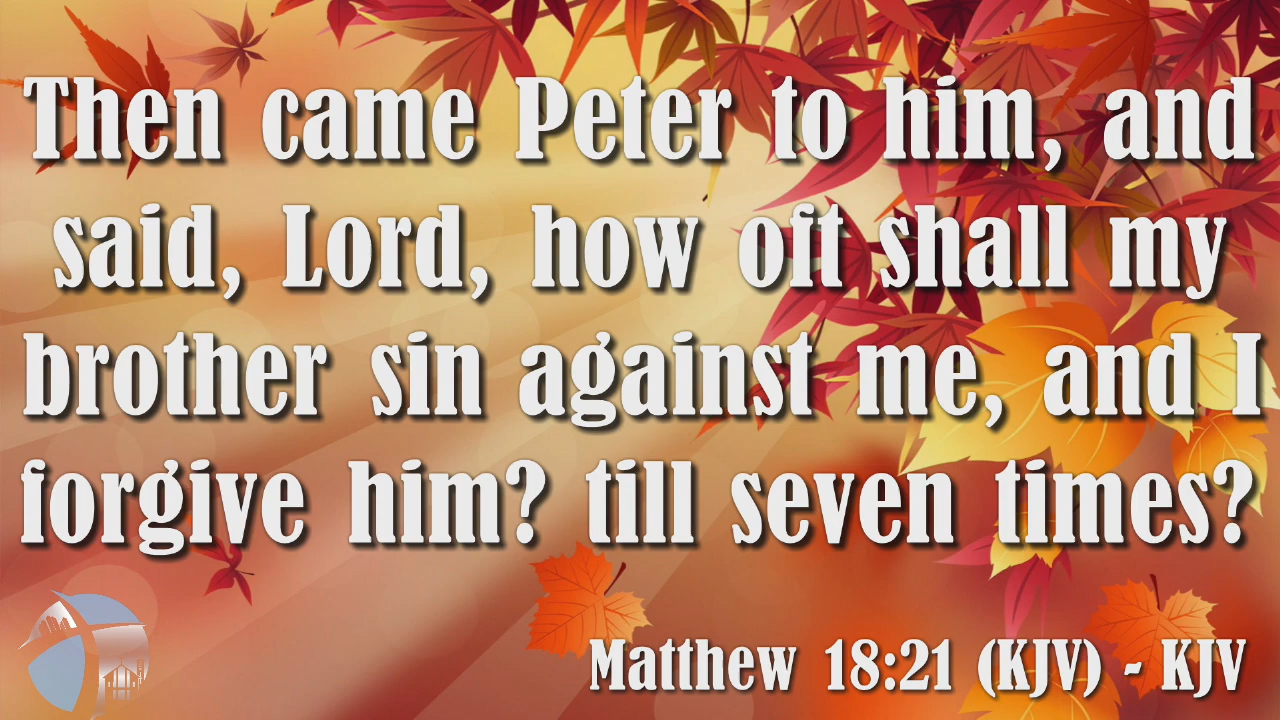 Then came Peter to him, and
said, Lord, how oft shall my
brother sin against me, and I
forgive him? till seven times?
Matthew 18:21 (KJV) - KJV